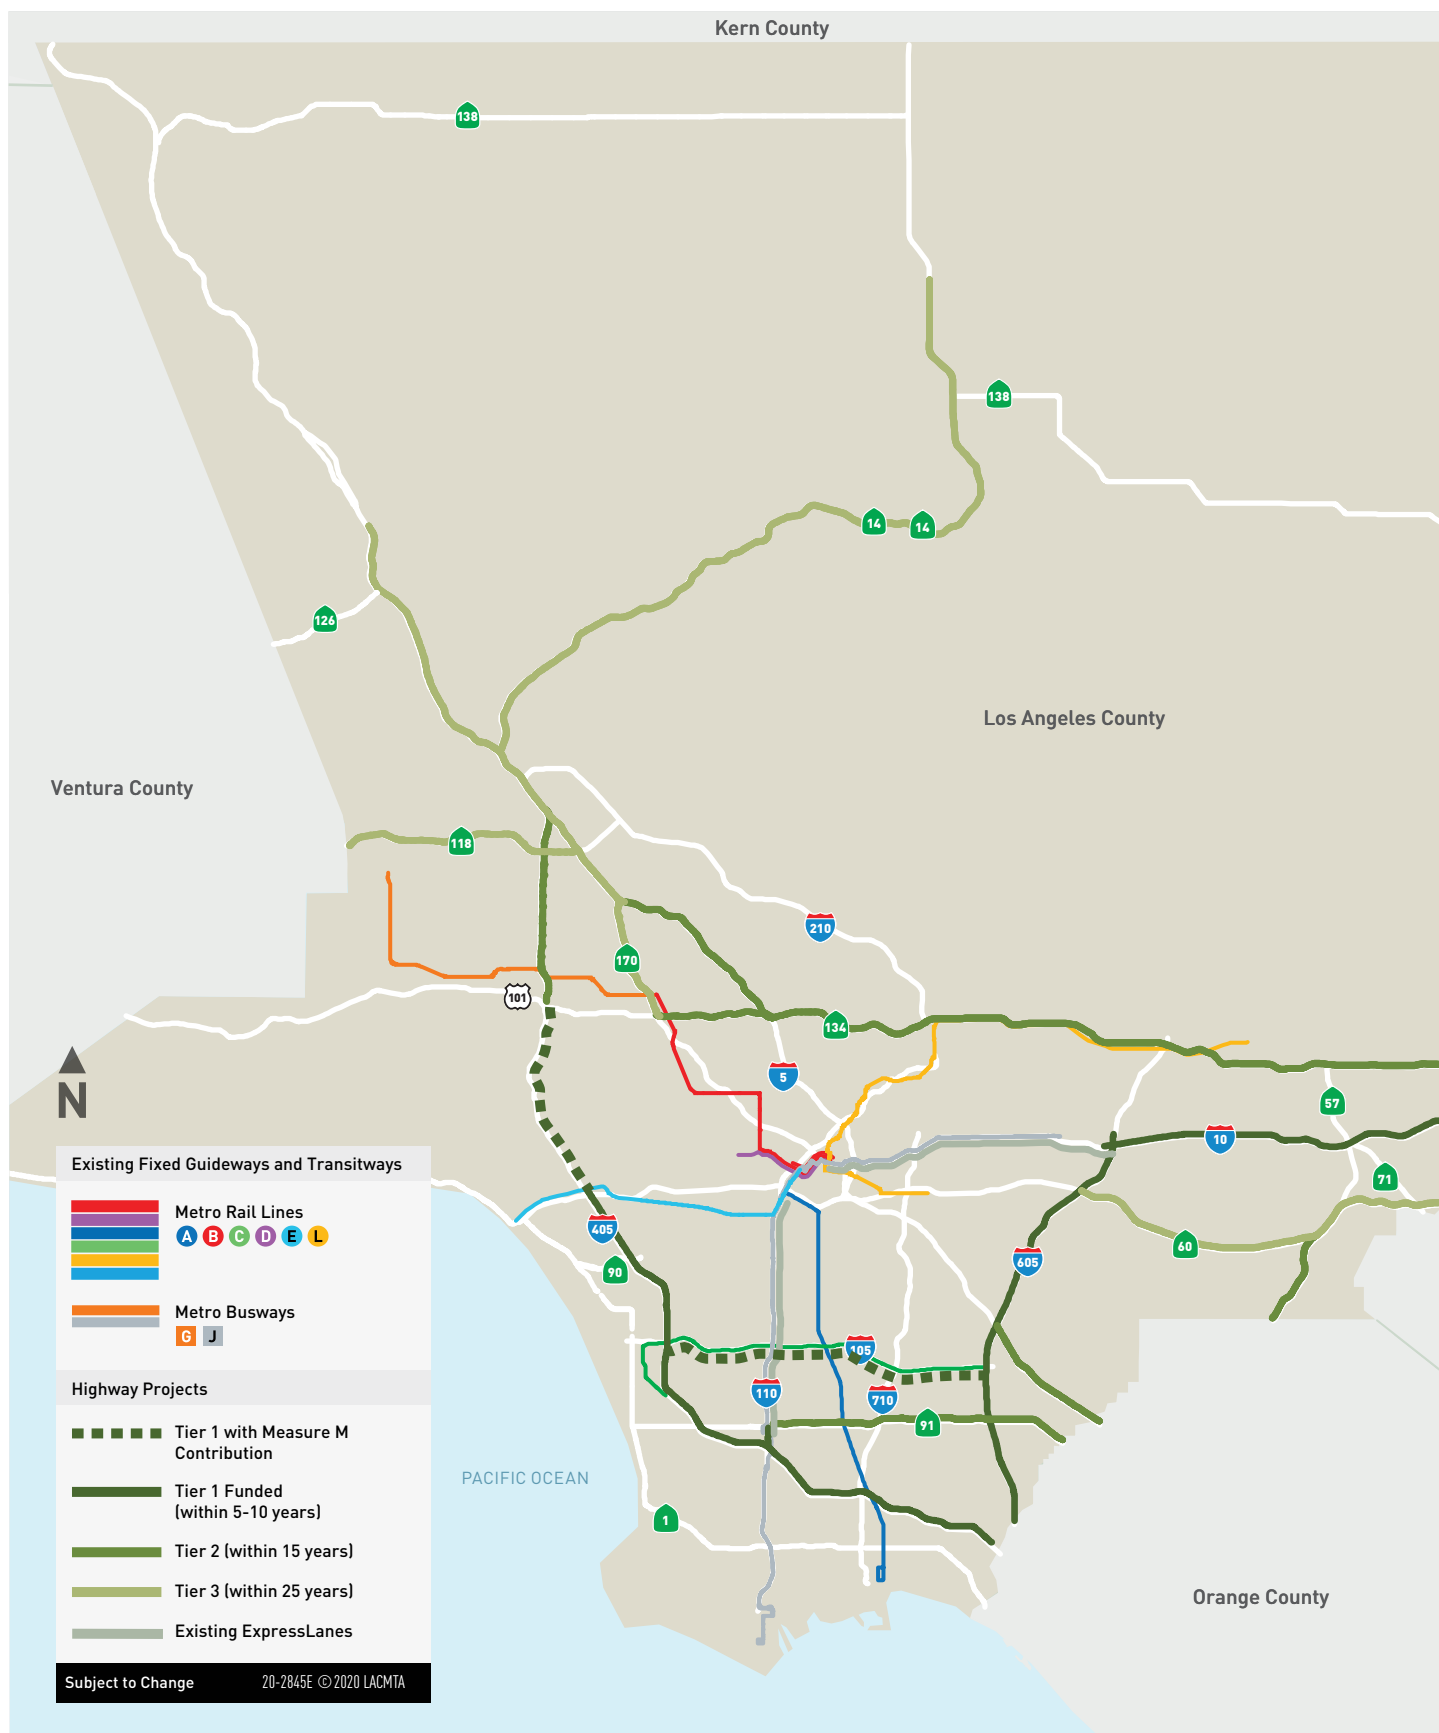 Kern County
138
138
14
14
126
Los Angeles County
Ventura County
118
210
170
101
134
5
57
10
71
N
405
60
605
90
105
110
710
91
PACIFIC OCEAN
1
Orange County
Existing Fixed Guideways and Transitways
Metro Rail Lines
A B C D E L
Metro Busways
G J
Highway Projects
Tier 1 with Measure M
Contribution
Tier 1 Funded
(within 5-10 years)
Tier 2 (within 15 years)
Tier 3 (within 25 years)
Existing ExpressLanes
Subject to Change 20-2845E ©2020 LACMTA